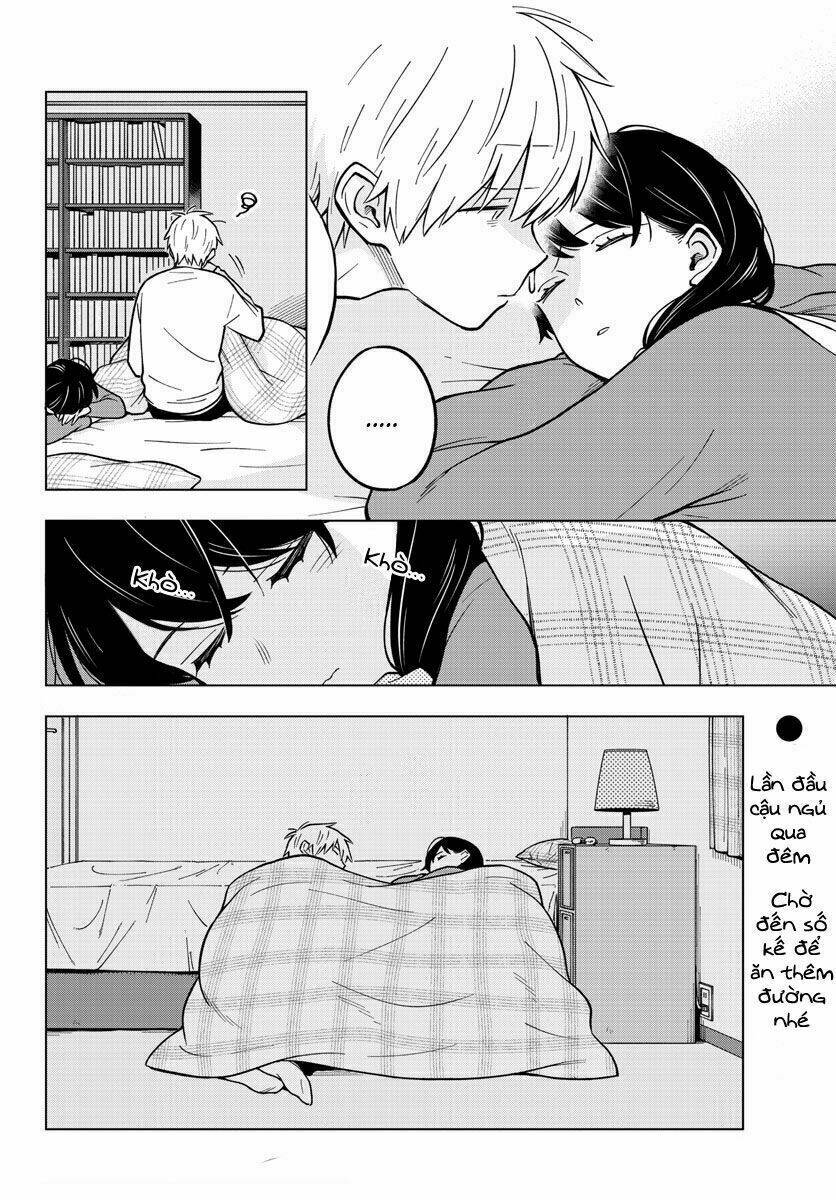 ......
Khò...
Khò...
Lần đầu
cậu ngủ
qua
đêm
Chờ
đến số
kế để
ăn thêm
đường
nhé